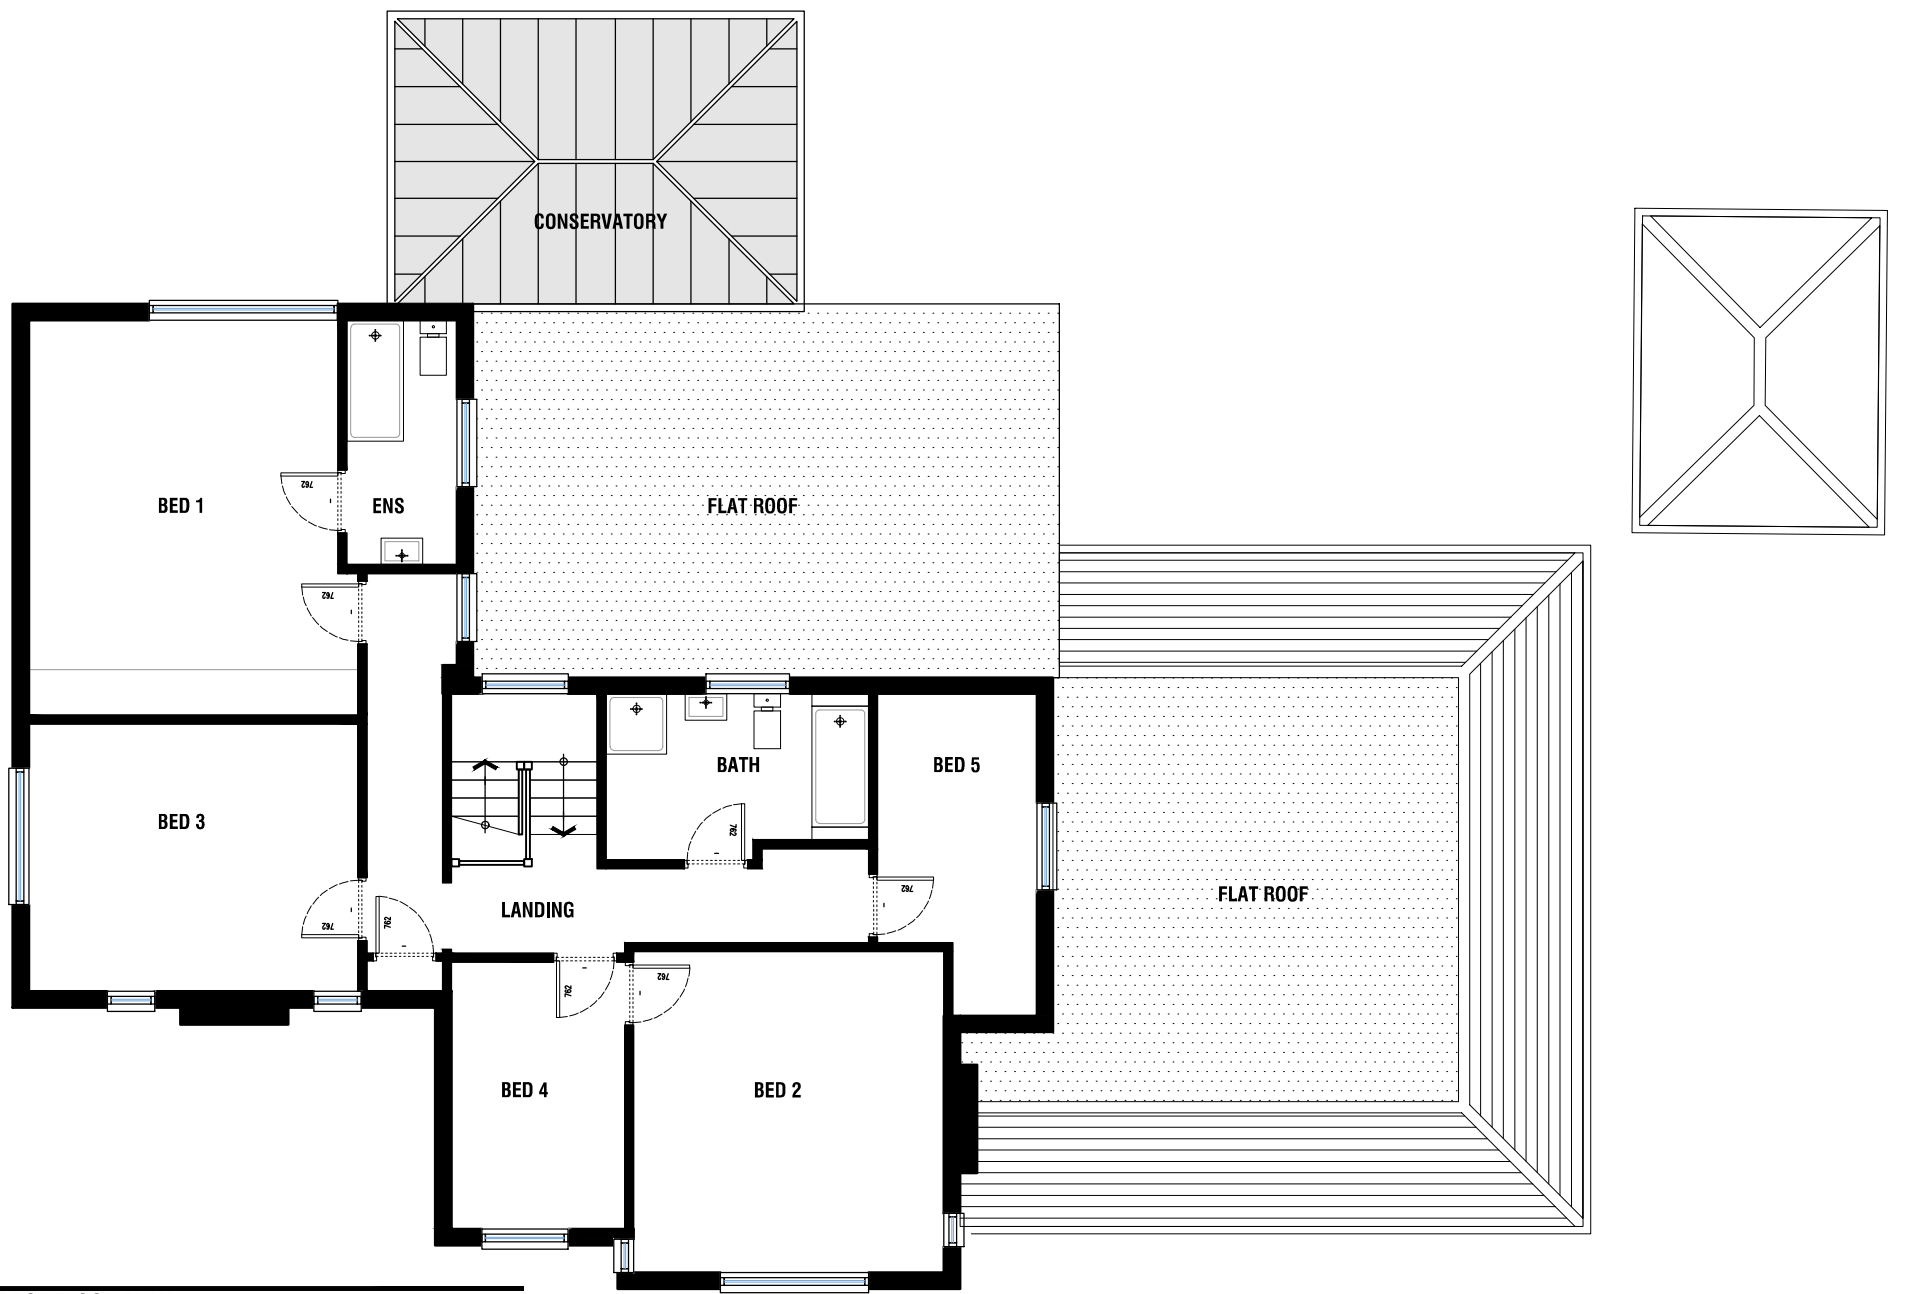 CONSERVATORY
BED 1
762
ENS
FLAT ROOF
762
BATH
BED 5
BED 3
762
762
FLAT ROOF
LANDING
762
762
762
762
BED 4
BED 2